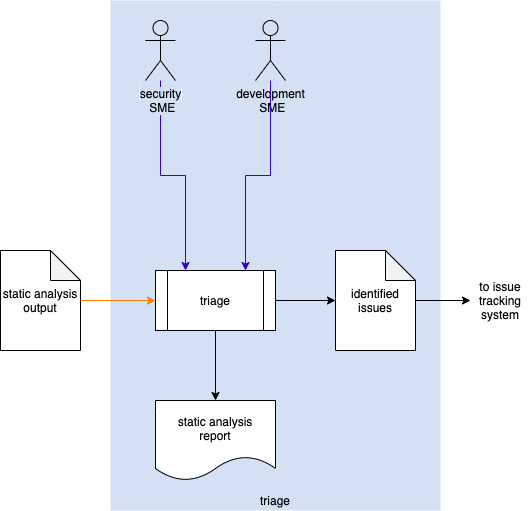 security
SME
development
SME
static analysis
output
triage
identified
issues
to issue
tracking
system
static analysis
report
triage